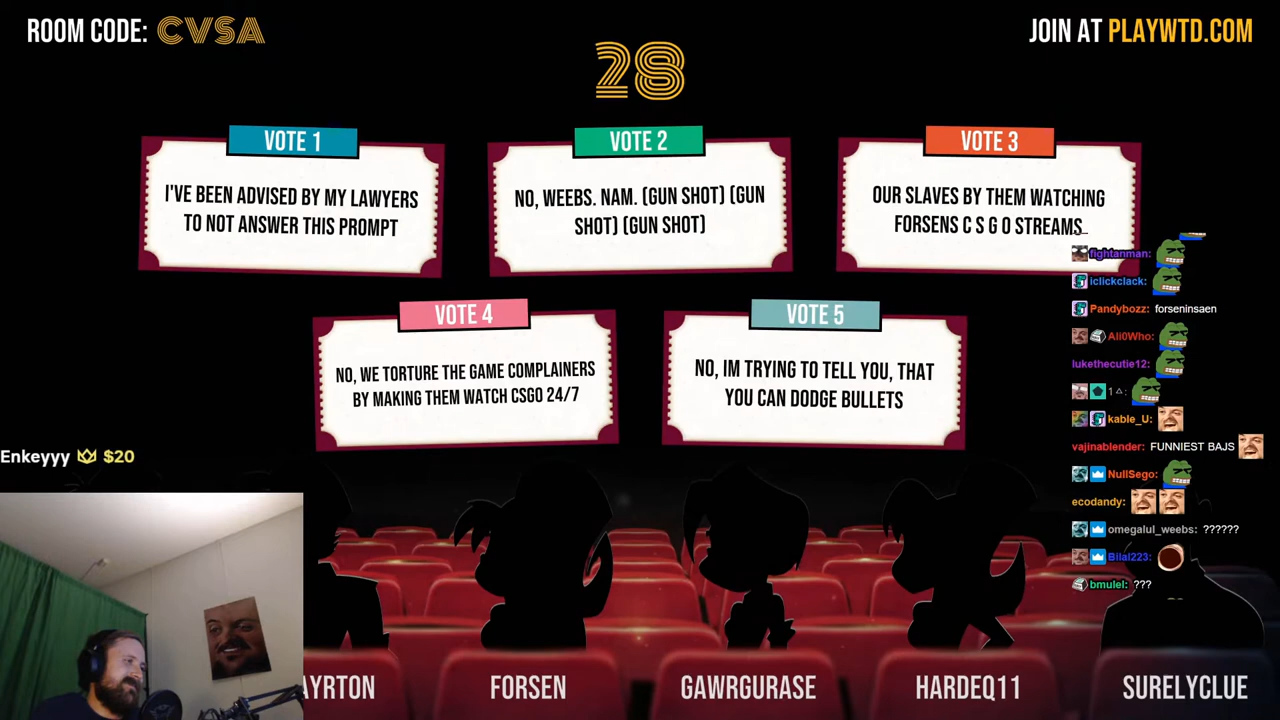 ROOM CODE: CVSA
JOIN AT PLAYWTD.COM
28
VOTE 1
I'VE BEEN ADVISED BY MY LAWYERS
TO NOT ANSWER THIS PROMPT
VOTE 2
NO, WEEBS. NAM. (GUN SHOT) (GUN
SHOT) (GUN SHOT)
VOTE 3
OUR SLAVES BY THEM WATCHING
FORSENS C S G O STREAMS
VOTE 4
NO, WE TORTURE THE GAME COMPLAINERS
BY MAKING THEM WATCH CSGO 24/7
VOTE 5
NO, IM TRYING TO TELL YOU, THAT
YOU CAN DODGE BULLETS
fightanman:
iclickclack:
Pandybozz: forseninsaen
Ali0Who:
lukethecutie12:
kable_U:
vajinablender: FUNNIEST BAJS
NullSego:
ecodandy:
omegalul_weebs: ??????
Bilal223:
bmulel: ???
Enkeyyy $20
AYRTON
FORSEN
GAWRGURASE
HARDEQ11
SURELYCLUE